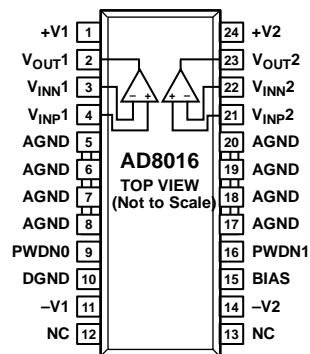 +V1 1 24 +V2
VOUT1 2 23 VOUT2
VINN1 3 22 VINN2
VINP1 4 21 VINP2
– + + –
AGND 5 20 AGND
AGND 6 AD8016 19 AGND
AGND 7 TOP VIEW 18 AGND
AGND 8 (Not to Scale) 17 AGND
PWDN0 9 16 PWDN1
DGND 10 15 BIAS
–V1 11 14 –V2
NC 12 13 NC